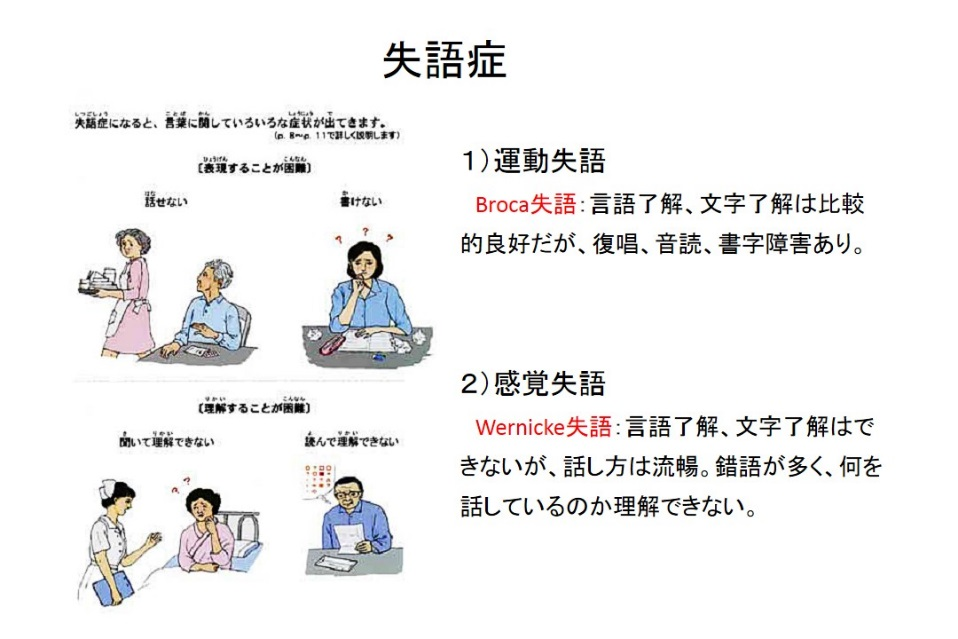 失語症
失語症になると、言葉に関していろいろな症状が出てきます。
(p. 8〜p. 11で詳しく説明します)
〔表現することが困難〕
話せない
書けない
〔理解することが困難〕
聞いて理解できない
読んで理解できない
1）運動失語
Broca失語：言語了解、文字了解は比較
的良好だが、復唱、音読、書字障害あり。
2）感覚失語
Wernicke失語：言語了解、文字了解はで
きないが、話し方は流暢。錯語が多く、何を
話しているのか理解できない。